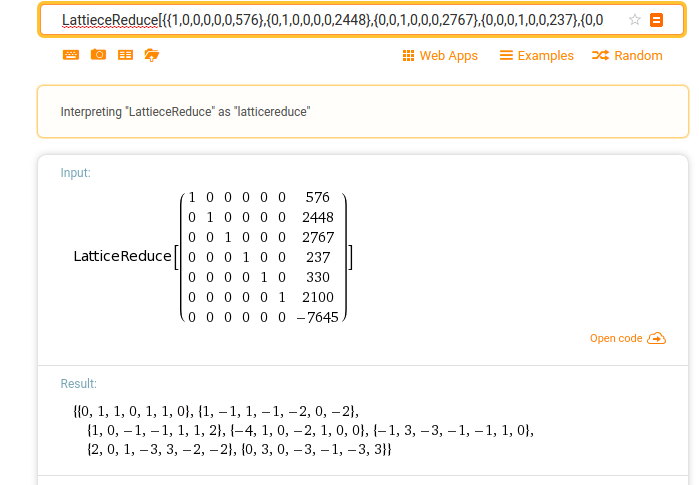 LattieceReduce[{{1,0,0,0,0,0,576},{0,1,0,0,0,0,2448},{0,0,1,0,0,0,2767},{0,0,0,1,0,0,237},{0,0
Web Apps Examples Random
Interpreting "LattieceReduce" as "latticereduce"
Input:
1 0 0 0 0 0 576
0 1 0 0 0 0 2448
0 0 1 0 0 0 2767
LatticeReduce[ 0 0 0 1 0 0 237 ]
0 0 0 0 1 0 330
0 0 0 0 0 1 2100
0 0 0 0 0 0 −7645
Open code
Result:
{{0, 1, 1, 0, 1, 1, 0}, {1, −1, 1, −1, −2, 0, −2},
{1, 0, −1, −1, 1, 1, 2}, {−4, 1, 0, −2, 1, 0, 0}, {−1, 3, −3, −1, −1, 1, 0},
{2, 0, 1, −3, 3, −2, −2}, {0, 3, 0, −3, −1, −3, 3}}